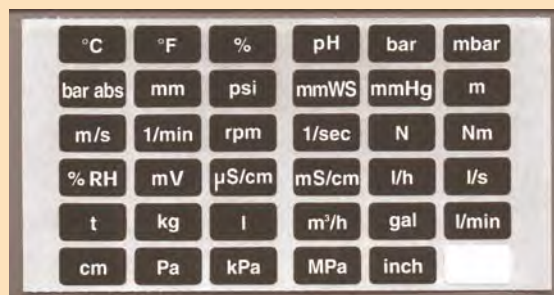 °C °F % pH bar mbar
bar abs mm psi mmWS mmHg m
m/s 1/min rpm 1/sec N Nm
% RH mV µS/cm mS/cm l/h l/s
t kg l m³/h gal l/min
cm Pa kPa MPa inch